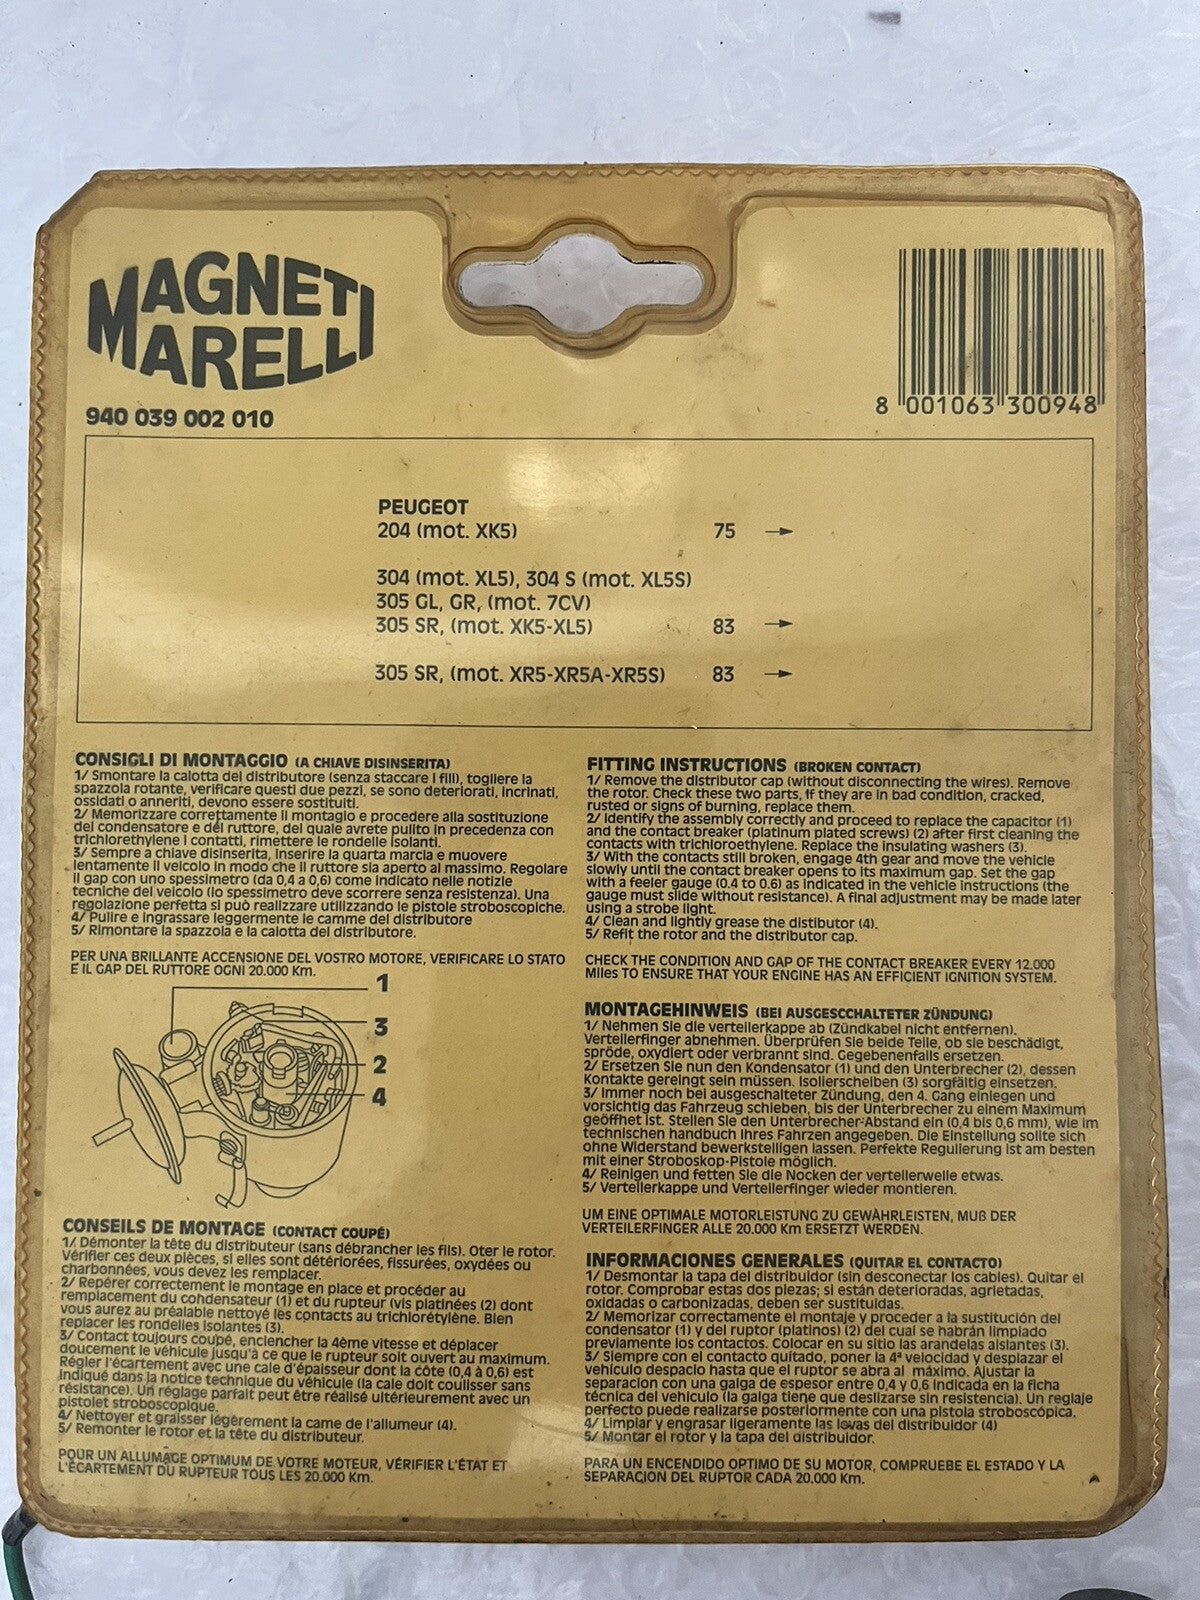 MAGNETI
MARELLI
940 039 002 010
8 001063 300948
PEUGEOT
204 (mot. XK5) 75 →
304 (mot. XL5), 304 S (mot. XL5S)
305 GL, GR, (mot. 7CV)
305 SR, (mot. XK5-XL5) 83 →
305 SR, (mot. XR5-XR5A-XR5S) 83 →
CONSIGLI DI MONTAGGIO (A CHIAVE DISINSERITA)
1/ Smontare la calotta del distributore (senza staccare i fili), togliere la
spazzola rotante, verificare questi due pezzi, se sono deteriorati, incrinati,
ossidati o anneriti, devono essere sostituiti.
2/ Memorizzare correttamente il montagio e procedere alla sostituzione
del condensatore e dél ruttore, del quale avrete pulito in precedenza con
trichlorethylene i contatti, rimettere le rondelle isolanti.
3/ Sempre a chiave disinserita, inserire la quarta marcia e muovere
lentamente il veicolo in modo che il ruttore sia aperto al massimo. Regolare
il gap con uno spessimetro (da 0,4 a 0,6) come indicato nelle notizie
tecniche del veicolo (lo spessimetro deve scorrere senza resistenza). Una
regolazione perfetta si può realizzare utilizzando le pistole stroboscopiche.
4/ Pulire e ingrassare leggermente le camme del distributore
5/ Rimontare la spazzola e la calotta del distributore.
PER UNA BRILLANTE ACCENSIONE DEL VOSTRO MOTORE, VERIFICARE LO STATO
E IL GAP DEL RUTTORE OGNI 20.000 Km.
1
3
2
4
CONSEILS DE MONTAGE (CONTACT COUPÉ)
1/ Démonter la tête du distributeur (sans débrancher les fils). Oter le rotor.
Vérifier ces deux pièces, si elles sont détériorées, fissurées, oxydées ou
charbonnées, vous devez les remplacer.
2/ Repérer correctement le montage en place et procéder au
remplacement du condensateur (1) et du rupteur (vis platinées (2) dont
vous aurez au préalable nettoyé les contacts au trichlorétylène. Bien
replacer les rondelles isolantes (3).
3/ Contact toujours coupé, enclencher la 4ème vitesse et déplacer
doucement le véhicule jusqu'à ce que le rupteur soit ouvert au maximum.
Régler l'écartement avec une cale d'épaisseur dont la côte (0,4 à 0,6) est
indiqué dans la notice technique du véhicule (la cale doit coulisser sans
résistance). Un réglage parfait peut être réalisé ultérieurement avec un
pistolet stroboscopique.
4/ Nettoyer et graisser légèrement la came de l'allumeur (4).
5/ Remonter le rotor et la tête du distributeur.
POUR UN ALLUMAGE OPTIMUM DE VOTRE MOTEUR, VÉRIFIER L'ÉTAT ET
L'ÉCARTEMENT DU RUPTEUR TOUS LES 20.000 Km.
FITTING INSTRUCTIONS (BROKEN CONTACT)
1/ Remove the distributor cap (without disconnecting the wires). Remove
the rotor. Check these two parts, if they are in bad condition, cracked,
rusted or signs of burning, replace them.
2/ Identify the assembly correctly and proceed to replace the capacitor (1)
and the contact breaker (platinum plated screws) (2) after first cleaning the
contacts with trichloroethylene. Replace the insulating washers (3).
3/ With the contacts still broken, engage 4th gear and move the vehicle
slowly until the contact breaker opens to its maximum gap. Set the gap
with a feeler gauge (0.4 to 0.6) as indicated in the vehicle instructions (the
gauge must slide without resistance). A final adjustment may be made later
using a strobe light.
4/ Clean and lightly grease the distibutor (4).
5/ Refit the rotor and the distributor cap.
CHECK THE CONDITION AND GAP OF THE CONTACT BREAKER EVERY 12.000
Miles TO ENSURE THAT YOUR ENGINE HAS AN EFFICIENT IGNITION SYSTEM.
MONTAGEHINWEIS (BEI AUSGESCCHALTETER ZÜNDUNG)
1/ Nehmen Sie die verteilerkappe ab (Zündkabel nicht entfernen).
Verteilerfinger abnehmen. Überprüfen Sie beide Teile, ob sie beschädigt,
spröde, oxydiert oder verbrannt sind. Gegebenenfalls ersetzen.
2/ Ersetzen Sie nun den Kondensator (1) und den Unterbrecher (2), dessen
Kontakte gereingt sein müssen. Isolierscheiben (3) sorgfältig einsetzen.
3/ Immer noch bei ausgeschalteter Zündung, den 4. Gang einlegen und
vorsichtig das Fahrzeug schieben, bis der Unterbrecher zu einem Maximum
geöffnet ist. Stellen Sie den Unterbrecher-Abstand ein (0,4 bis 0,6 mm), wie im
technischen handbuch Ihres Fahrzen angegeben. Die Einstellung sollte sich
ohne Widerstand bewerkstelligen lassen. Perfekte Regulierung ist am besten
mit einer Stroboskop-Pistole möglich.
4/ Reinigen und fetten Sie die Nocken der verteilerwelle etwas.
5/ Verteilerkappe und Verteilerfinger wieder montieren.
UM EINE OPTIMALE MOTORLEISTUNG ZU GEWÄHRLEISTEN, MUß DER
VERTEILERFINGER ALLE 20.000 Km ERSETZT WERDEN.
INFORMACIONES GENERALES (QUITAR EL CONTACTO)
1/ Desmontar la tapa del distribuidor (sin desconectar los cables). Quitar el
rotor. Comprobar estas dos piezas; si están deterioradas, agrietadas,
oxidadas o carbonizadas, deben ser sustituidas.
2/ Memorizar correctamente el montaje y proceder a la sustitución del
condensator (1) y del ruptor (platinos) (2) del cual se habrán limpiado
previamente los contactos. Colocar en su sitio las arandelas aislantes (3).
3/ Siempre con el contacto quitado, poner la 4ª velocidad y desplazar el
vehículo despacio hasta que el ruptor se abra al máximo. Ajustar la
separacion con una galga de espesor entre 0,4 y 0,6 indicada en la ficha
técnica del vehículo (la galga tiene que deslizarse sin resistencia). Un reglaje
perfecto puede realizarse posteriormente con una pistola stroboscópica.
4/ Limpiar y engrasar ligeramente las levas del distribuidor (4)
5/ Montar el rotor y la tapa del distribuidor.
PARA UN ENCENDIDO OPTIMO DE SU MOTOR, COMPRUEBE EL ESTADO Y LA
SEPARACION DEL RUPTOR CADA 20.000 Km.